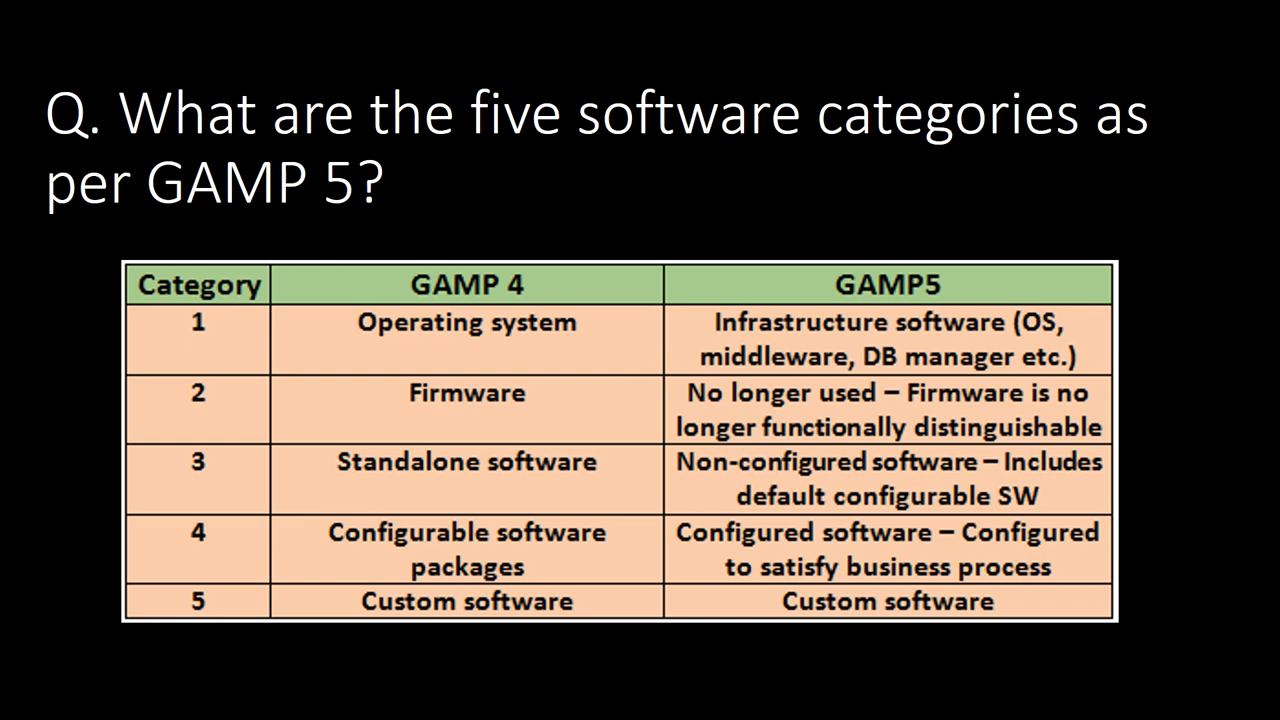 Q. What are the five software categories as
per GAMP 5?
Category GAMP 4 GAMP5
1 Operating system Infrastructure software (OS,
middleware, DB manager etc.)
2 Firmware No longer used – Firmware is no
longer functionally distinguishable
3 Standalone software Non-configured software – Includes
default configurable SW
4 Configurable software Configured software – Configured
packages to satisfy business process
5 Custom software Custom software